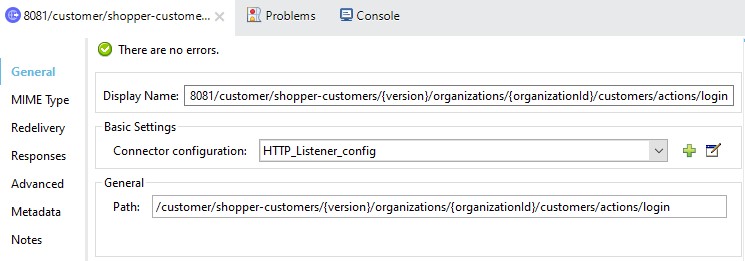 8081/customer/shopper-custome...
Problems
Console
There are no errors.
General
MIME Type
Redelivery
Responses
Advanced
Metadata
Notes
Display Name: 8081/customer/shopper-customers/{version}/organizations/{organizationId}/customers/actions/login
Basic Settings
Connector configuration: HTTP_Listener_config
General
Path: /customer/shopper-customers/{version}/organizations/{organizationId}/customers/actions/login